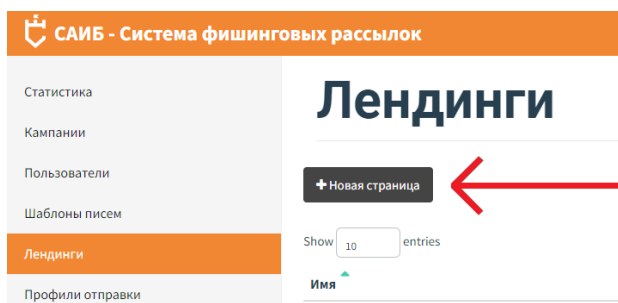 САИБ - Система фишинговых рассылок
Статистика
Кампании
Пользователи
Шаблоны писем
Лендинги
Профили отправки
Лендинги
+ Новая страница
Show 10 entries
Имя